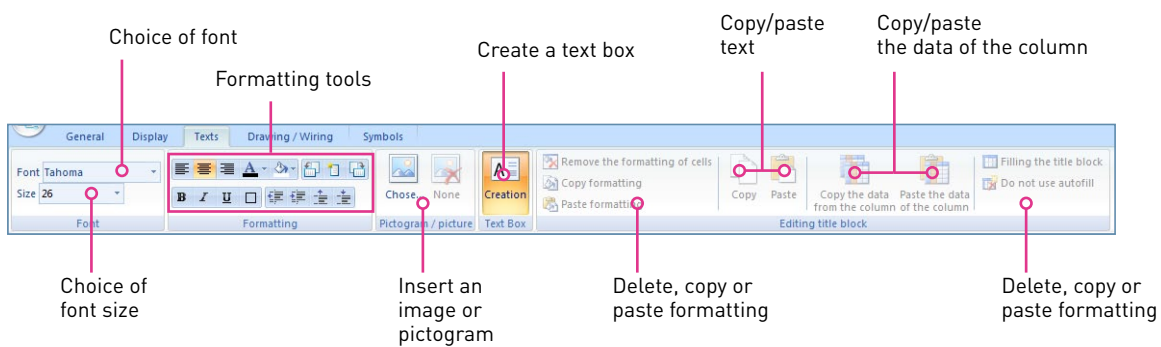 Choice of font
Formatting tools
Create a text box
Copy/paste
text
Copy/paste
the data of the column
General Display Texts Drawing / Wiring Symbols
Font Tahoma
Size 26
A
B I U
Chose... None
A
Creation
Remove the formatting of cells
Copy formatting
Paste formatting
Copy Paste
Copy the data
from the column
Paste the data
of the column
Filling the title block
Do not use autofill
Font Formatting Pictogram / picture Text Box Editing title block
Choice of
font size
Insert an
image or
pictogram
Delete, copy or
paste formatting
Delete, copy or
paste formatting